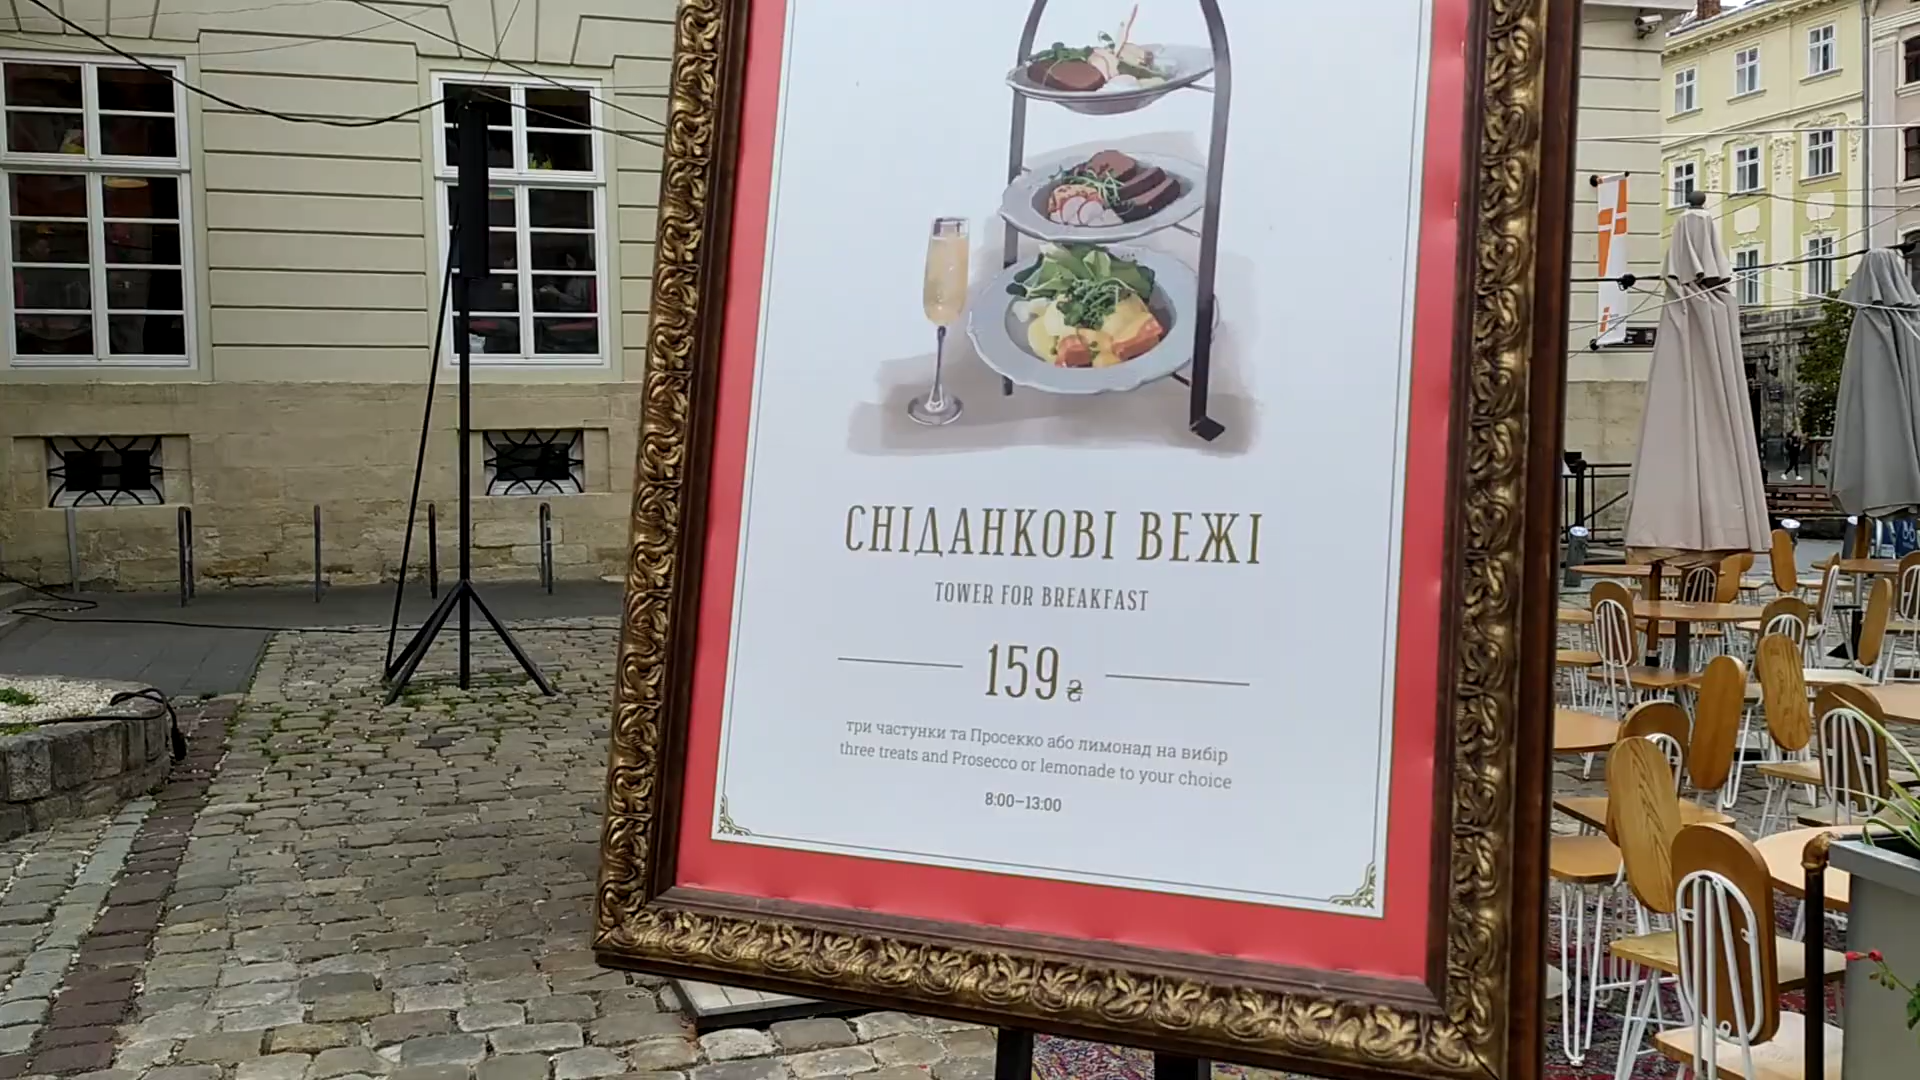 СНІДАНКОВІ ВЕЖІ
TOWER FOR BREAKFAST
159 ₴
три частунки та Просекко або лимонад на вибір
three treats and Prosecco or lemonade to your choice
8:00–13:00